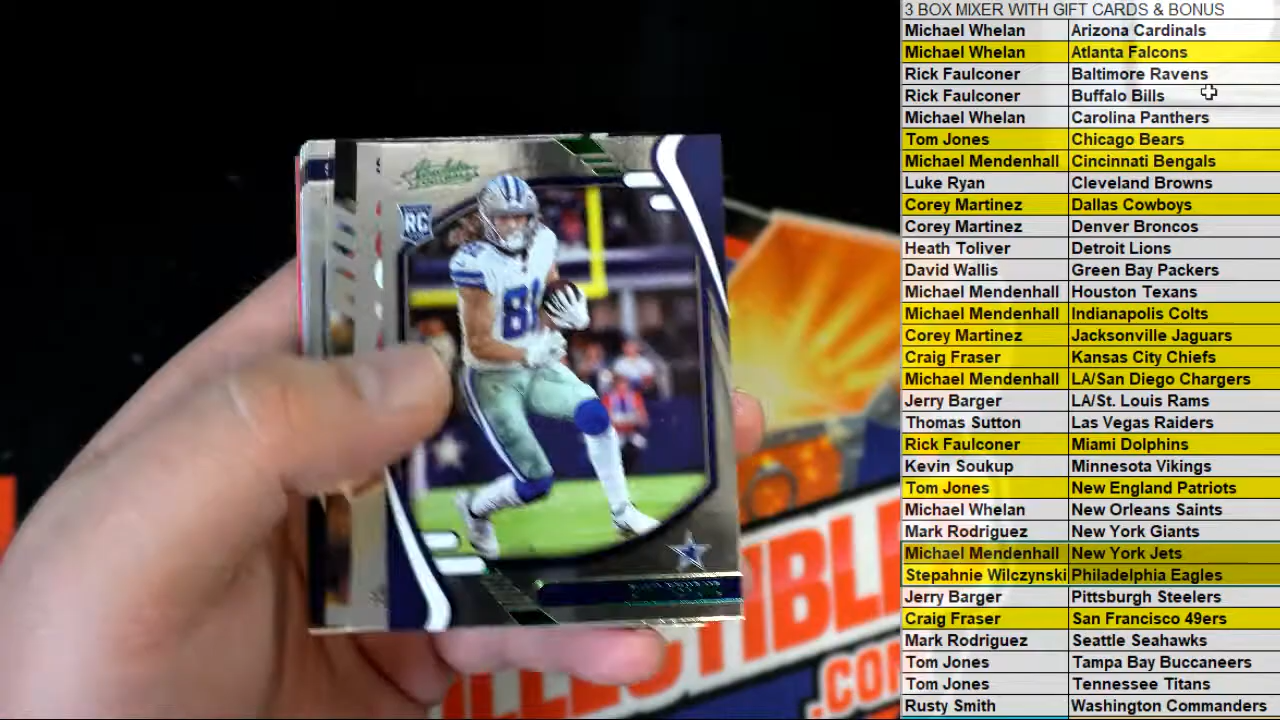 3 BOX MIXER WITH GIFT CARDS & BONUS
Michael Whelan Arizona Cardinals
Michael Whelan Atlanta Falcons
Rick Faulconer Baltimore Ravens
Rick Faulconer Buffalo Bills
Michael Whelan Carolina Panthers
Tom Jones Chicago Bears
Michael Mendenhall Cincinnati Bengals
Luke Ryan Cleveland Browns
Corey Martinez Dallas Cowboys
Corey Martinez Denver Broncos
Heath Toliver Detroit Lions
David Wallis Green Bay Packers
Michael Mendenhall Houston Texans
Michael Mendenhall Indianapolis Colts
Corey Martinez Jacksonville Jaguars
Craig Fraser Kansas City Chiefs
Michael Mendenhall LA/San Diego Chargers
Jerry Barger LA/St. Louis Rams
Thomas Sutton Las Vegas Raiders
Rick Faulconer Miami Dolphins
Kevin Soukup Minnesota Vikings
Tom Jones New England Patriots
Michael Whelan New Orleans Saints
Mark Rodriguez New York Giants
Michael Mendenhall New York Jets
Stepahnie Wilczynski Philadelphia Eagles
Jerry Barger Pittsburgh Steelers
Craig Fraser San Francisco 49ers
Mark Rodriguez Seattle Seahawks
Tom Jones Tampa Bay Buccaneers
Tom Jones Tennessee Titans
Rusty Smith Washington Commanders
RC
.CO